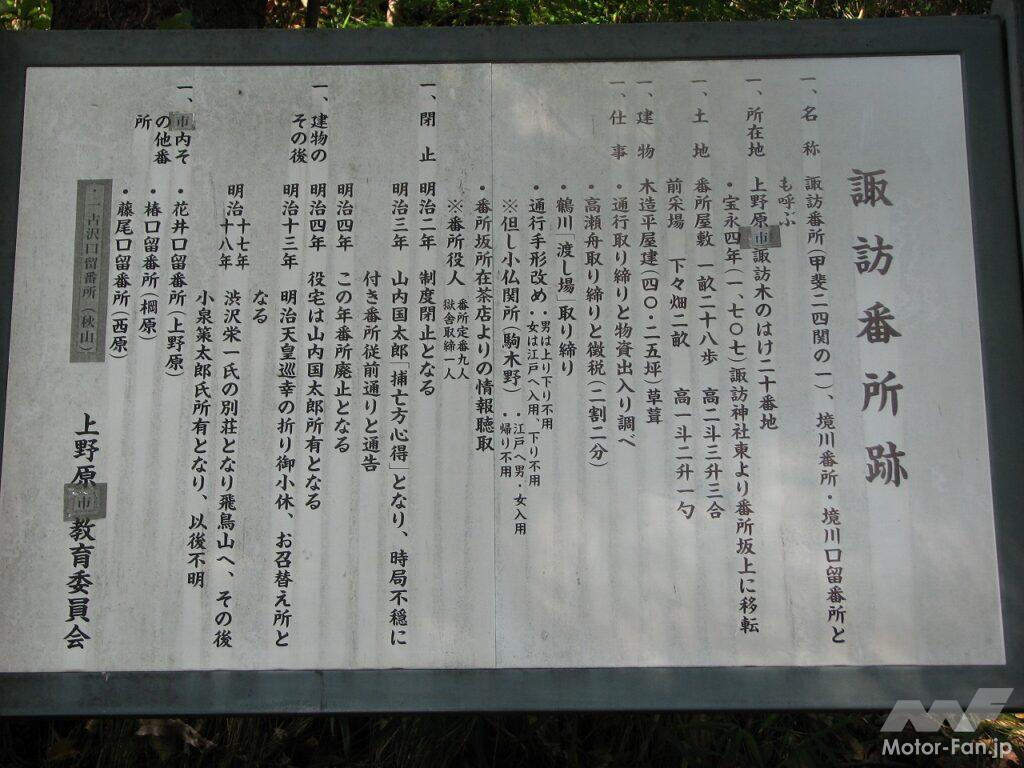 諏訪番所跡
一、名称 諏訪番所(甲斐二四関の一)、境川番所・境川口留番所と
も呼ぶ
一、所在地 上野原市諏訪木のはけ二十番地
・宝永四年(一、七〇七)諏訪神社東より番所坂上に移転
一、土地 番所屋敷 一畝二十八歩 高二斗三升三合
前采場 下々畑二畝 高一斗二升一勺
一、建物 木造平屋建(四〇・二五坪)草葺
一、仕事 ・通行取り締りと物資出入り調べ
・高瀬舟取り締りと徴税(二割二分)
・鶴川「渡し場」取り締り
・通行手形改め ・男は上り下り不用
・女は江戸へ入用 下り不用
※但し小仏関所(駒木野) ・江戸へ男・女入用
・帰り不用
・番所坂所在茶店よりの情報聴取
※番所役人 番所定番九人
獄舎取締一人
一、閉止 明治二年 制度閉止となる
明治三年 山内国太郎「捕亡方心得」となり、時局不穏に
付き番所従前通りと通告
明治四年 この年番所廃止となる
一、建物の
その後
明治四年 役宅は山内国太郎所有となる
明治十三年 明治天皇巡幸の折り御小休、お召替え所と
なる
明治十七年
十八年
渋沢栄一氏の別荘となり飛鳥山へ、その後
小泉策太郎氏所有となり、以後不明
一、市内そ
の他番
所
・花井口留番所(上野原)
・椿口留番所(棡原)
・藤尾口留番所(西原)
・一古沢口留番所(秋山)
上野原市教育委員会
Motor-Fan.jp